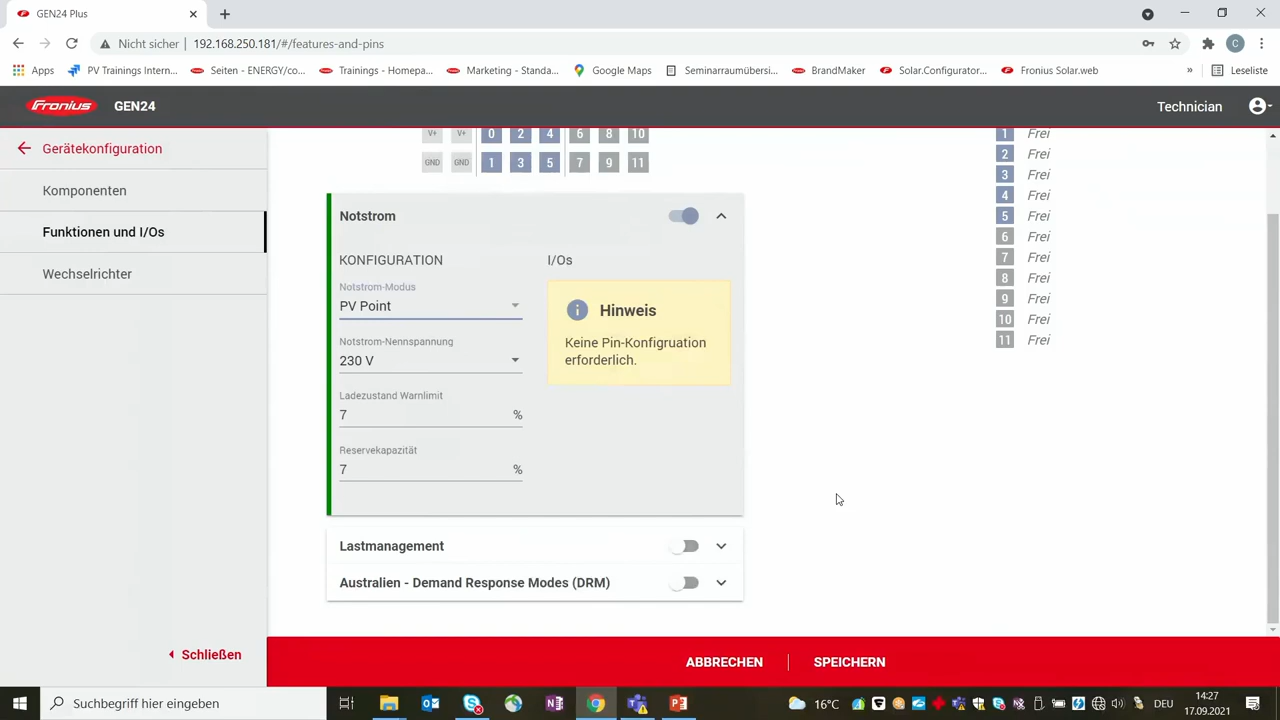 GEN24 Plus
Nicht sicher | 192.168.250.181/#/features-and-pins
Apps PV Trainings Intern... Seiten - ENERGY/co... Trainings - Homepa... Marketing - Standa... Google Maps Seminarraumübersi... BrandMaker Solar.Configurator... Fronius Solar.web » Leseliste
Fronius GEN24 Technician
Gerätekonfiguration
Komponenten
Funktionen und I/Os
Wechselrichter
Schließen
V+ V+ 0 2 4 6 8 10
GND GND 1 3 5 7 9 11
Notstrom
KONFIGURATION
Notstrom-Modus
PV Point
Notstrom-Nennspannung
230 V
Ladezustand Warnlimit
7 %
Reservekapazität
7 %
I/Os
Hinweis
Keine Pin-Konfigruation
erforderlich.
Lastmanagement
Australien - Demand Response Modes (DRM)
1 Frei
2 Frei
3 Frei
4 Frei
5 Frei
6 Frei
7 Frei
8 Frei
9 Frei
10 Frei
11 Frei
ABBRECHEN | SPEICHERN
Suchbegriff hier eingeben
16°C
DEU
14:27
17.09.2021